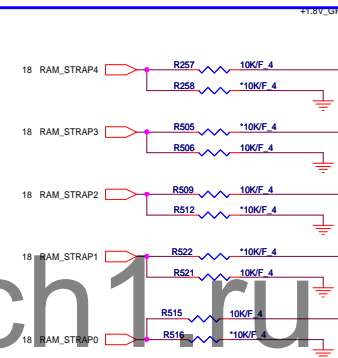 +1.8V_GF
R257 10K/F_4
18 RAM_STRAP4
R258 *10K/F_4
R505 *10K/F_4
18 RAM_STRAP3
R506 10K/F_4
R509 10K/F_4
18 RAM_STRAP2
R512 *10K/F_4
R522 *10K/F_4
18 RAM_STRAP1
R521 10K/F_4
ch1.ru
R515 10K/F_4
18 RAM_STRAP0
R516 *10K/F_4